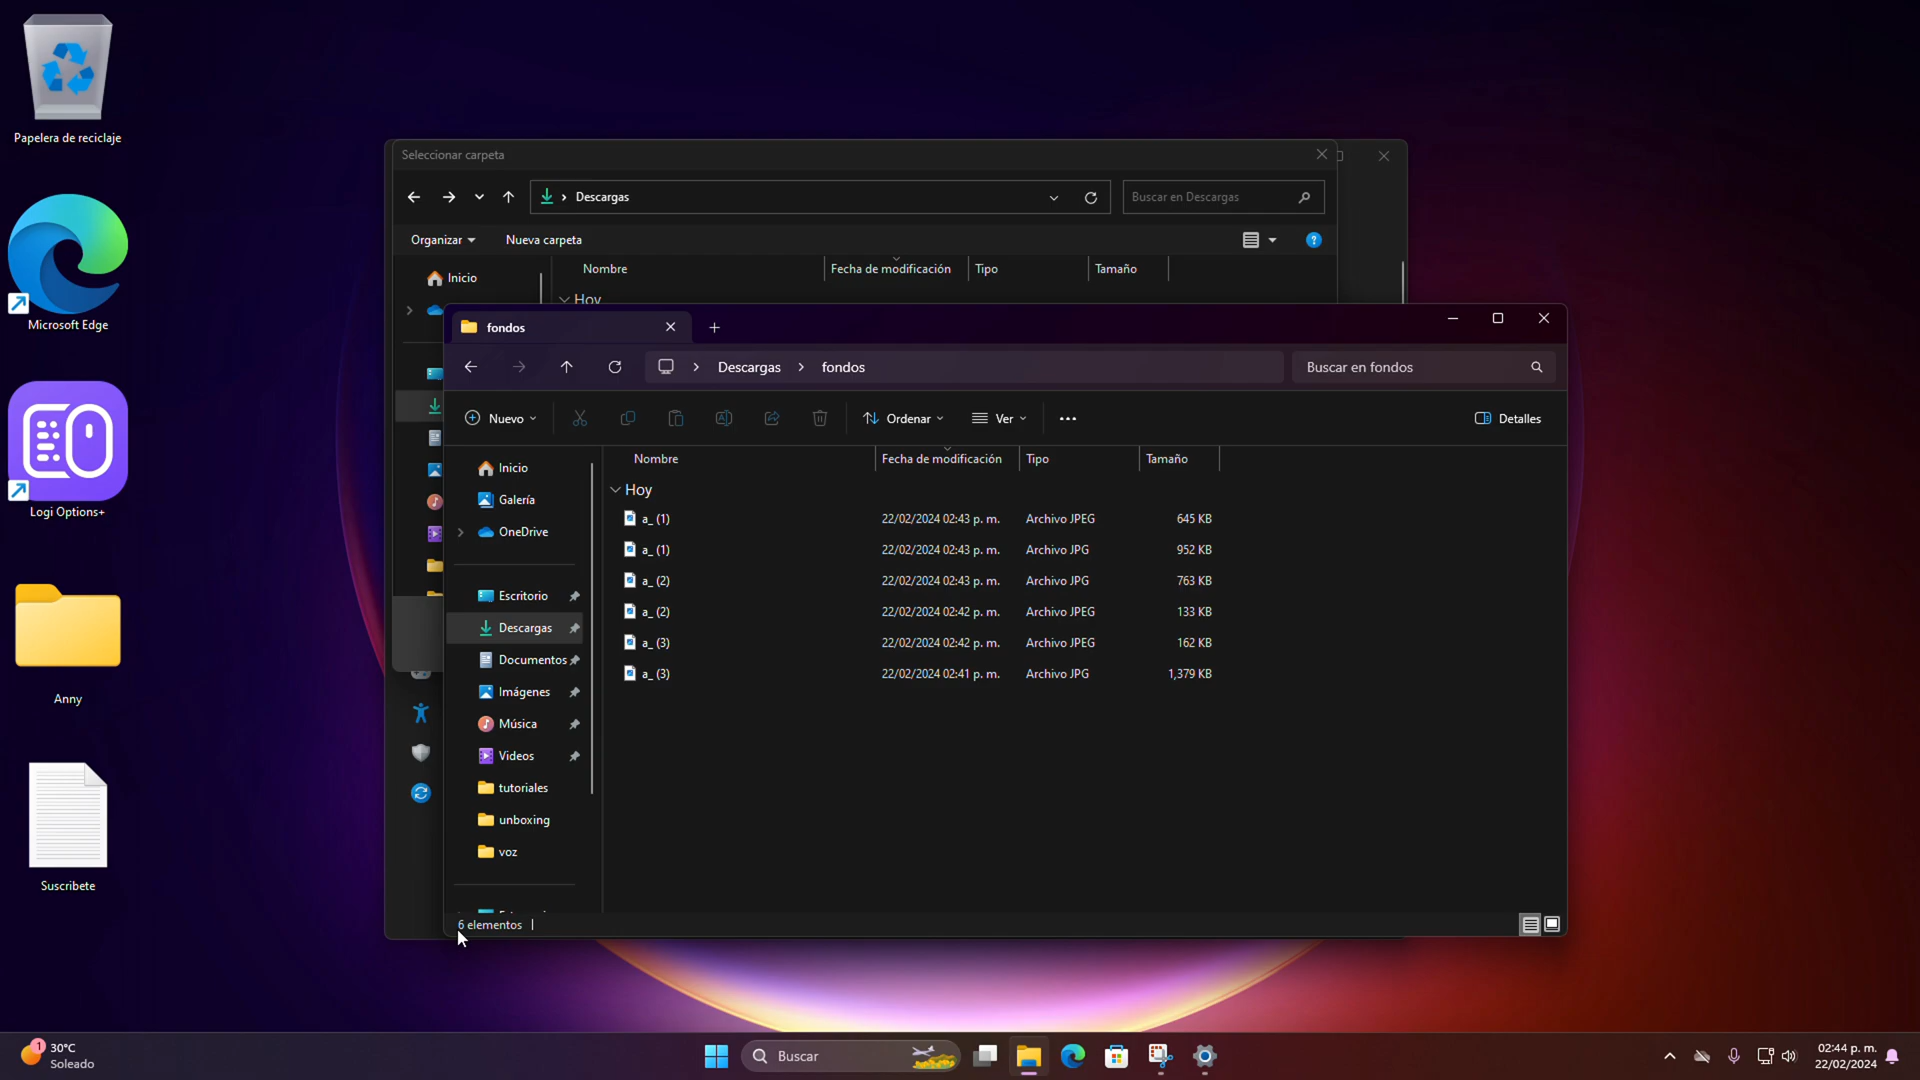 Papelera de reciclaje
Microsoft Edge
Logi Options+
Anny
Suscribete
Seleccionar carpeta
Descargas
Buscar en Descargas
Organizar
Nueva carpeta
Nombre
Fecha de modificación
Tipo
Tamaño
Inicio
Hoy
fondos
Descargas
fondos
Buscar en fondos
Nuevo
Ordenar
Ver
Detalles
Inicio
Galería
OneDrive
Escritorio
Descargas
Documentos
Imágenes
Música
Videos
tutoriales
unboxing
voz
Nombre
Fecha de modificación
Tipo
Tamaño
Hoy
a_ (1) 22/02/2024 02:43 p. m. Archivo JPEG 645 KB
a_ (1) 22/02/2024 02:43 p. m. Archivo JPG 952 KB
a_ (2) 22/02/2024 02:43 p. m. Archivo JPG 763 KB
a_ (2) 22/02/2024 02:42 p. m. Archivo JPEG 133 KB
a_ (3) 22/02/2024 02:42 p. m. Archivo JPEG 162 KB
a_ (3) 22/02/2024 02:41 p. m. Archivo JPG 1,379 KB
6 elementos
1
30°C
Soleado
Buscar
02:44 p. m.
22/02/2024